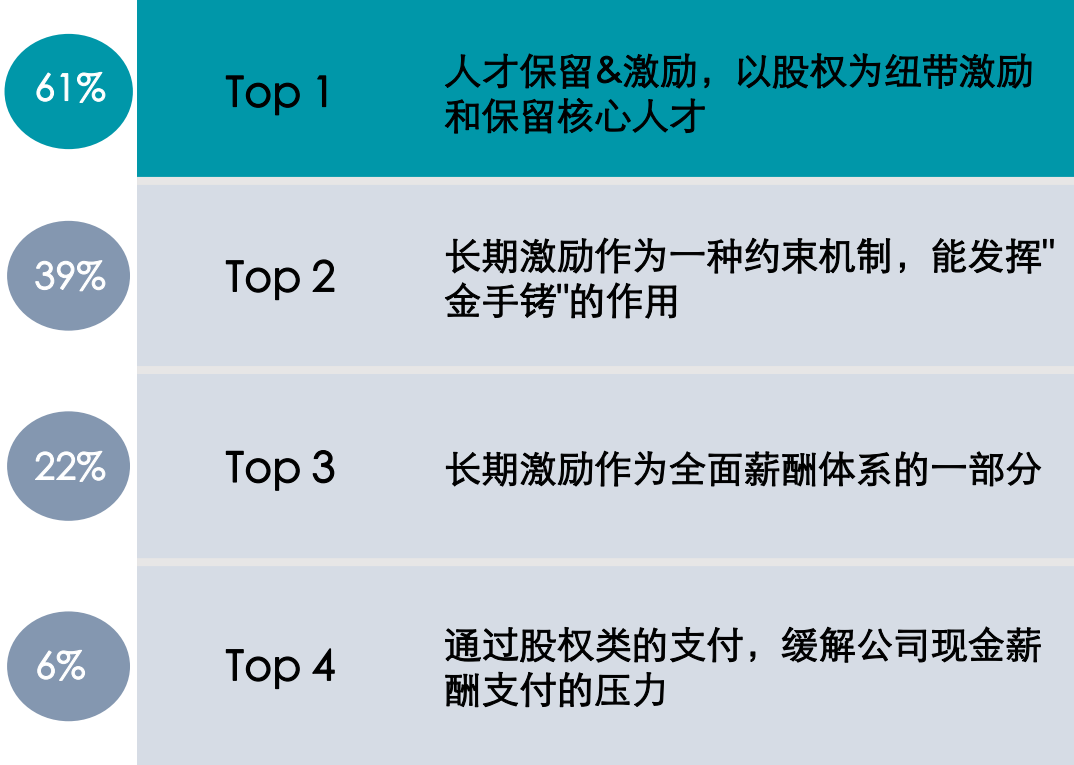 61%
Top 1
人才保留&激励，以股权为纽带激励
和保留核心人才
39%
Top 2
长期激励作为一种约束机制，能发挥"
金手铐"的作用
22%
Top 3
长期激励作为全面薪酬体系的一部分
6%
Top 4
通过股权类的支付，缓解公司现金薪
酬支付的压力